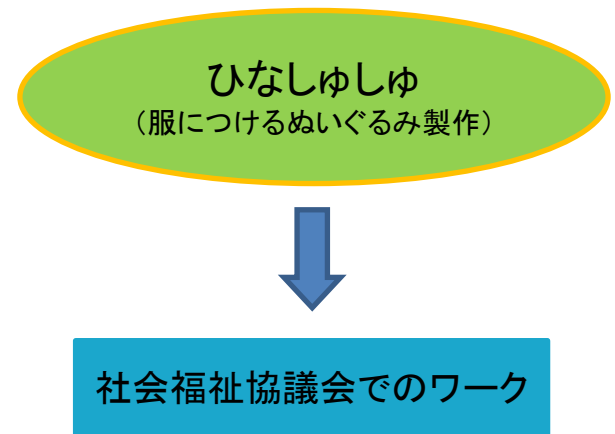 ひなしゅしゅ
（服につけるぬいぐるみ製作）
社会福祉協議会でのワーク